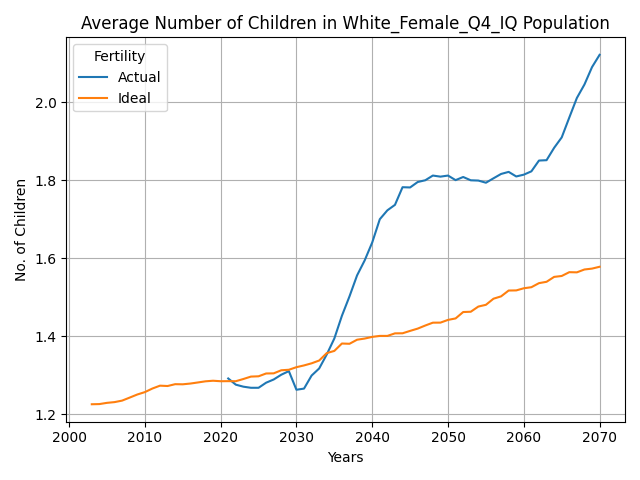 Average Number of Children in White_Female_Q4_IQ Population
Fertility
Actual
Ideal
No. of Children
2.0
1.8
1.6
1.4
1.2
2000
2010
2020
2030
2040
2050
2060
2070
Years